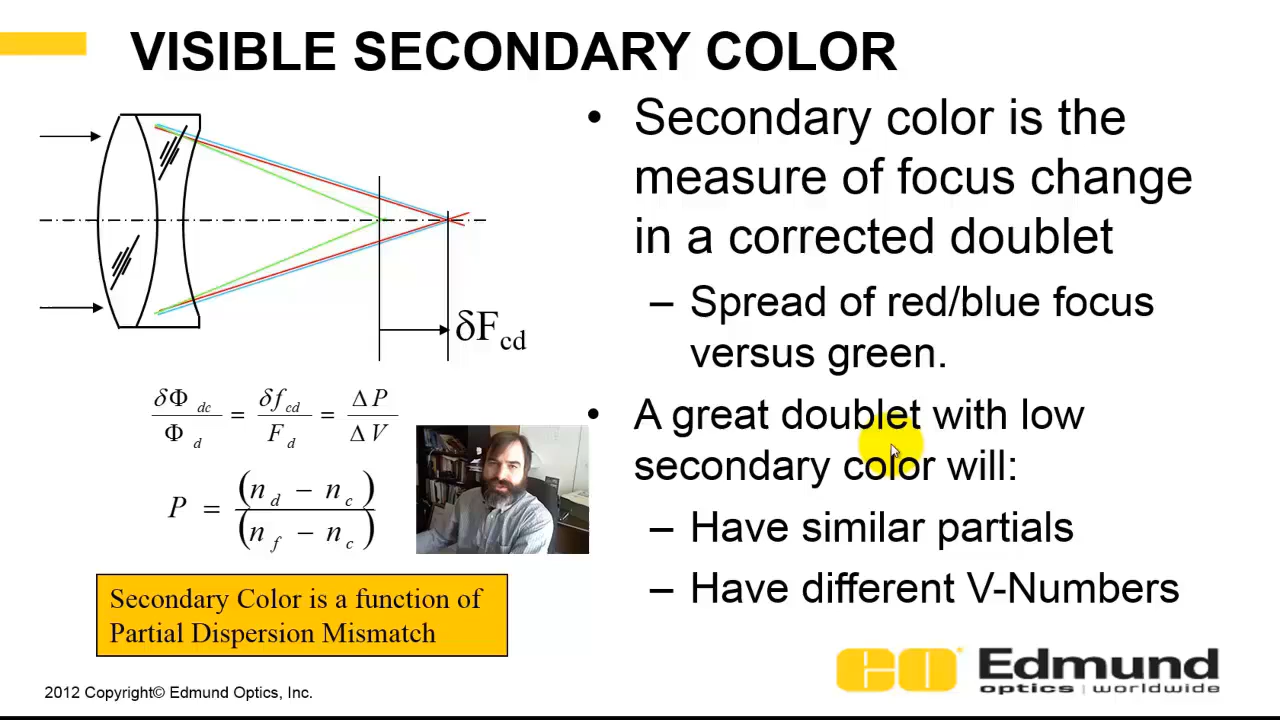 VISIBLE SECONDARY COLOR
• Secondary color is the
measure of focus change
in a corrected doublet
– Spread of red/blue focus
versus green.
• A great doublet with low
secondary color will:
– Have similar partials
– Have different V-Numbers
δF_cd
δΦ_dc / Φ_d = δf_cd / F_d = ΔP / ΔV
P = (n_d − n_c) / (n_f − n_c)
Secondary Color is a function of
Partial Dispersion Mismatch
2012 Copyright© Edmund Optics, Inc.
EO® Edmund
optics | worldwide